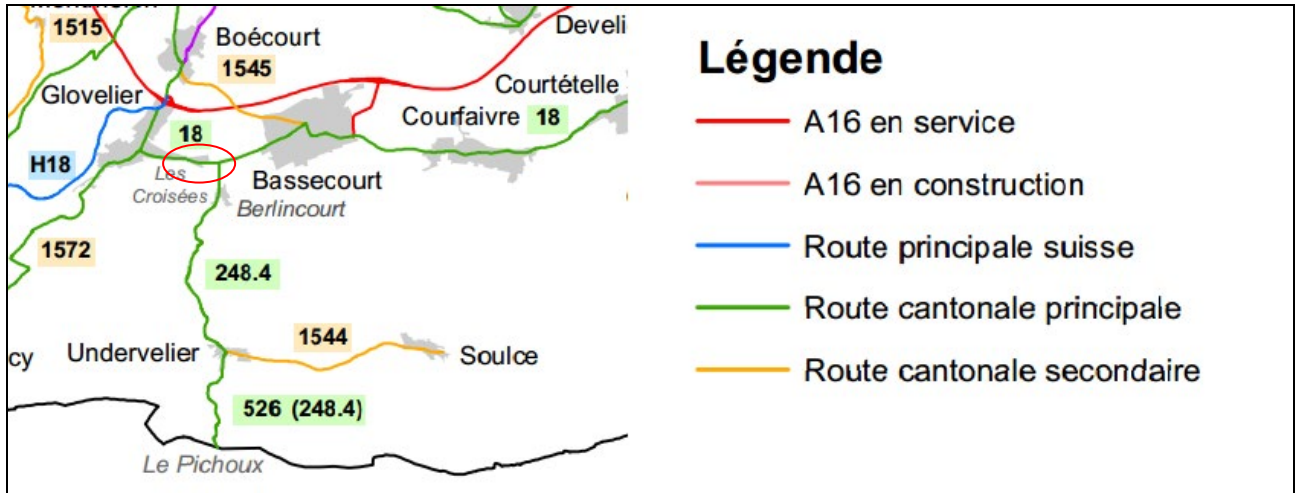 1515
Boécourt
Develi
1545
Glovelier
Courtételle
Courfaivre 18
18
H18
Les
Croisées
Bassecourt
Berlincourt
1572
248.4
1544
cy
Undervelier
Soulce
526 (248.4)
Le Pichoux
Légende
A16 en service
A16 en construction
Route principale suisse
Route cantonale principale
Route cantonale secondaire